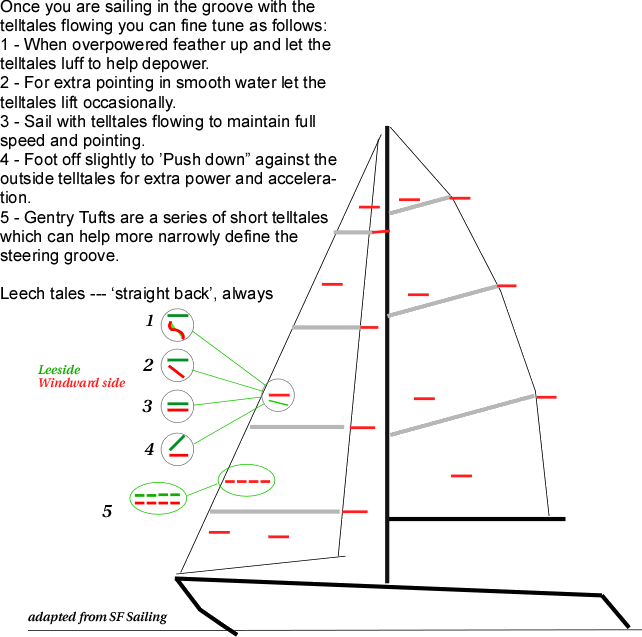 Once you are sailing in the groove with the
telltales flowing you can fine tune as follows:
1 - When overpowered feather up and let the
telltales luff to help depower.
2 - For extra pointing in smooth water let the
telltales lift occasionally.
3 - Sail with telltales flowing to maintain full
speed and pointing.
4 - Foot off slightly to ’Push down” against the
outside telltales for extra power and accelera-
tion.
5 - Gentry Tufts are a series of short telltales
which can help more narrowly define the
steering groove.
Leech tales --- ‘straight back’, always
1
2
Leeside
Windward side
3
4
5
adapted from SF Sailing